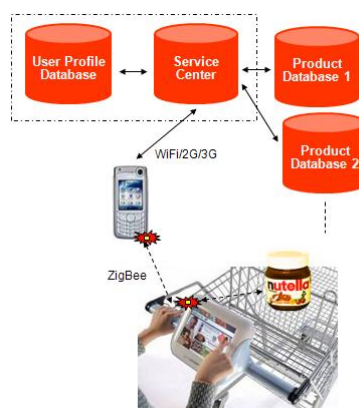 User Profile
Database
Service
Center
Product
Database 1
Product
Database 2
WiFi/2G/3G
ZigBee
nutella